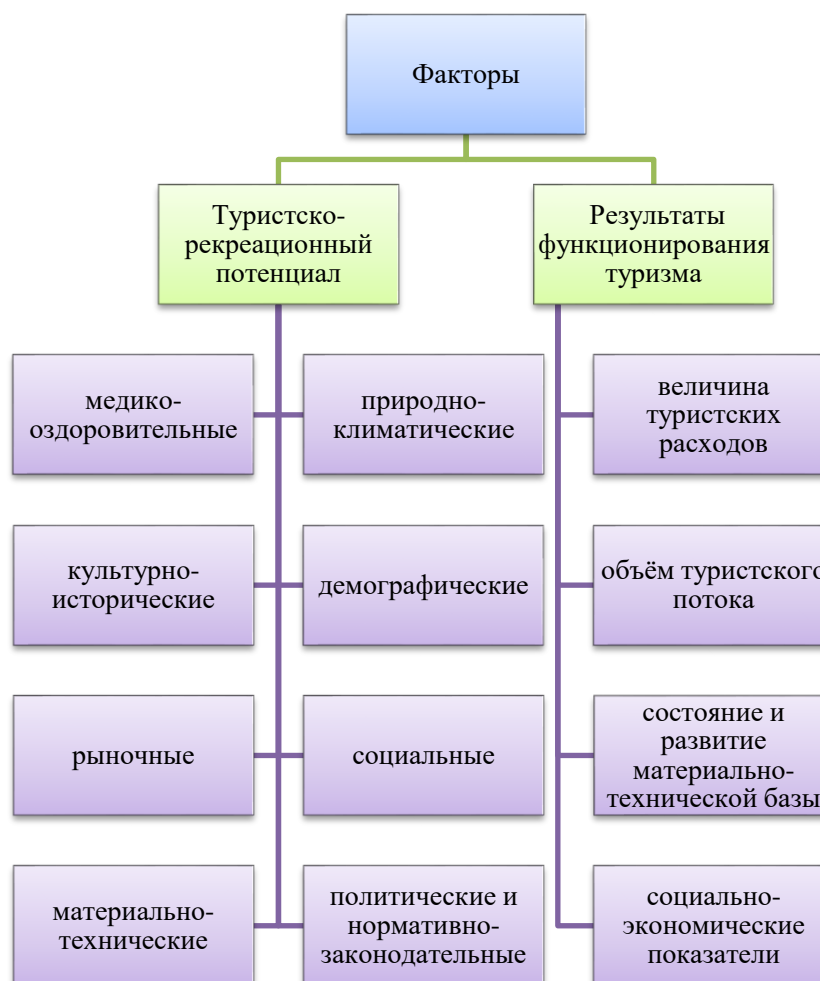 Факторы
Туристско-
рекреационный
потенциал
Результаты
функционирования
туризма
медико-
оздоровительные
природно-
климатические
величина
туристских
расходов
культурно-
исторические
демографические
объём туристского
потока
рыночные
социальные
состояние и
развитие
материально-
технической базы
материально-
технические
политические и
нормативно-
законодательные
социально-
экономические
показатели